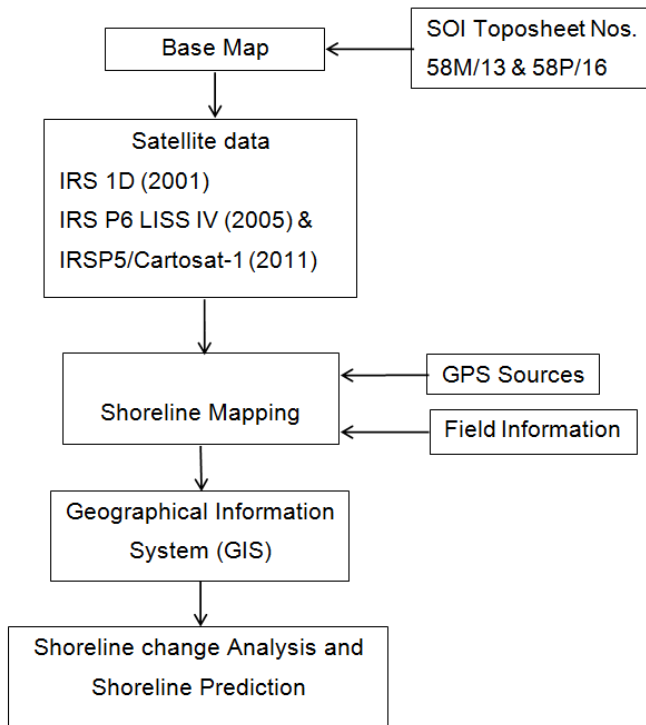 Base Map
SOI Toposheet Nos.
58M/13 & 58P/16
Satellite data
IRS 1D (2001)
IRS P6 LISS IV (2005) &
IRSP5/Cartosat-1 (2011)
Shoreline Mapping
GPS Sources
Field Information
Geographical Information
System (GIS)
Shoreline change Analysis and
Shoreline Prediction